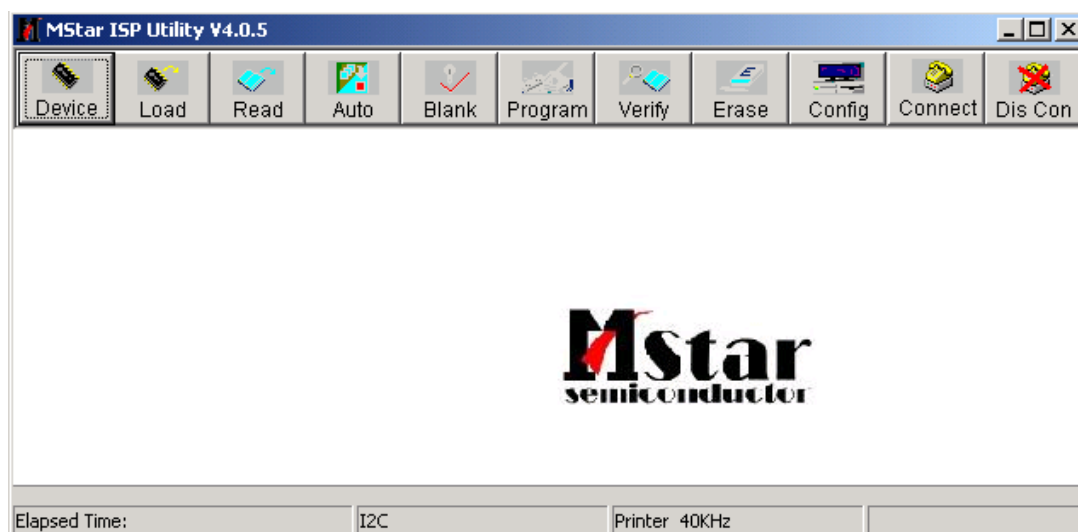 MStar ISP Utility V4.0.5
Device Load Read Auto Blank Program Verify Erase Config Connect Dis Con
Mstar
semiconductor
Elapsed Time: I2C Printer 40KHz